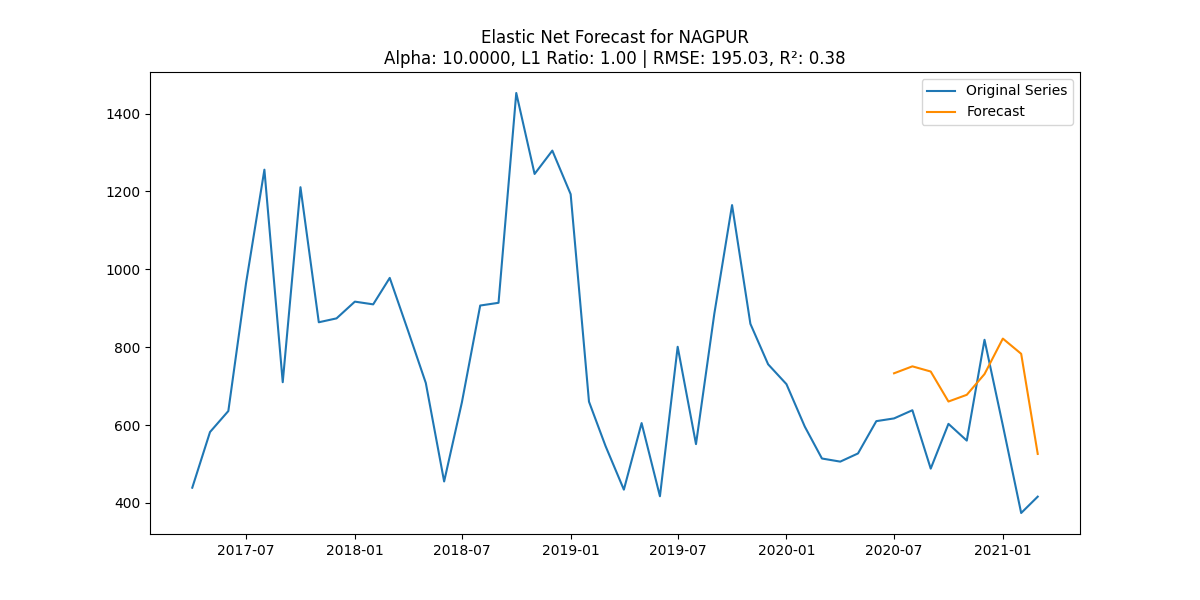 Elastic Net Forecast for NAGPUR
Alpha: 10.0000, L1 Ratio: 1.00 | RMSE: 195.03, R²: 0.38
Original Series
Forecast
1400
1200
1000
800
600
400
2017-07 2018-01 2018-07 2019-01 2019-07 2020-01 2020-07 2021-01